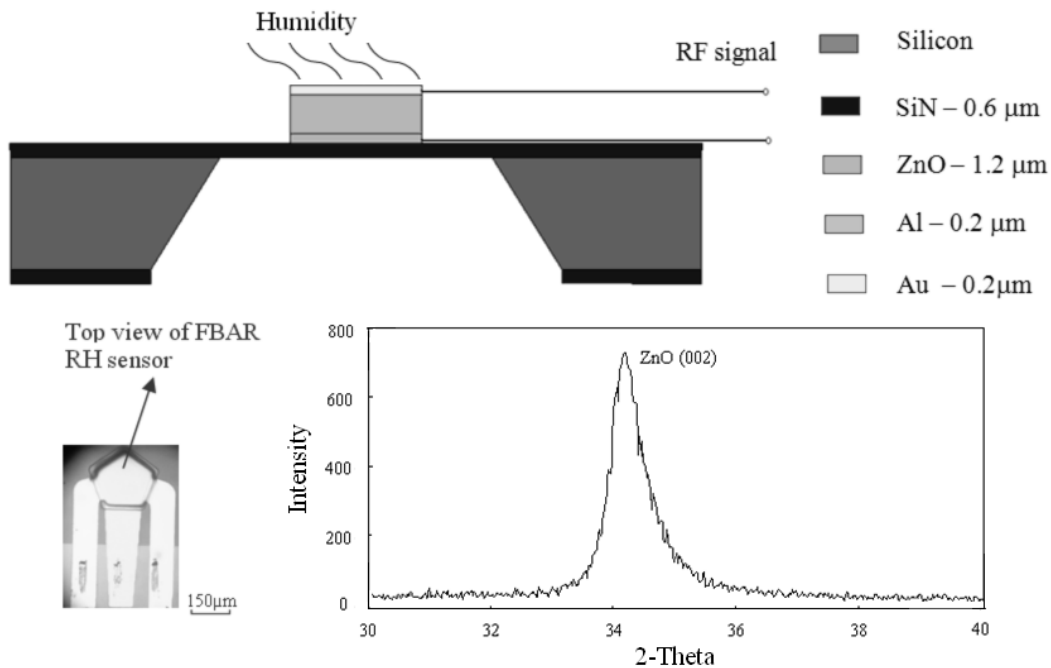 Humidity
RF signal
Silicon
SiN – 0.6 μm
ZnO – 1.2 μm
Al – 0.2 μm
Au – 0.2μm
Top view of FBAR
RH sensor
150μm
800
600
400
200
0
Intensity
ZnO (002)
30 32 34 36 38 40
2-Theta